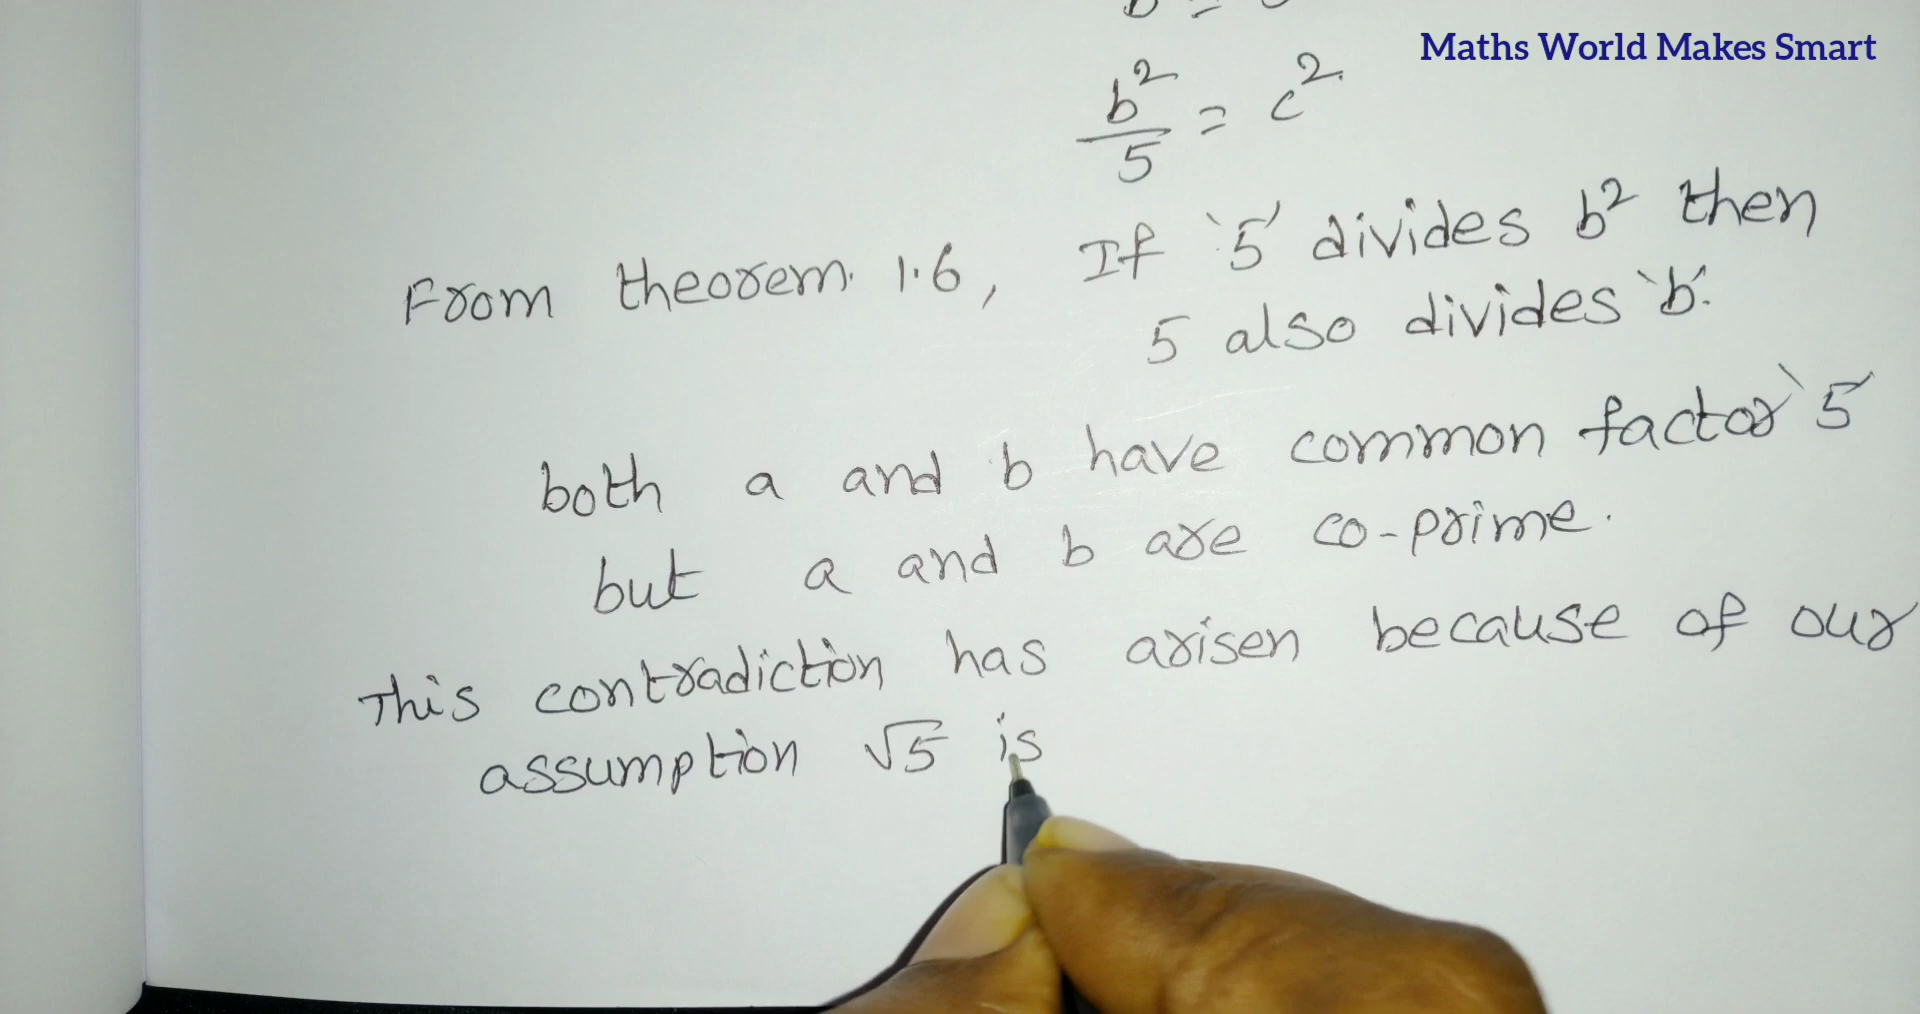 Maths World Makes Smart
b² / 5 = c²
From theorem 1.6, If '5' divides b² then
5 also divides 'b'.
both a and b have common factor '5'
but a and b are co-prime.
This contradiction has arisen because of our
assumption √5 is